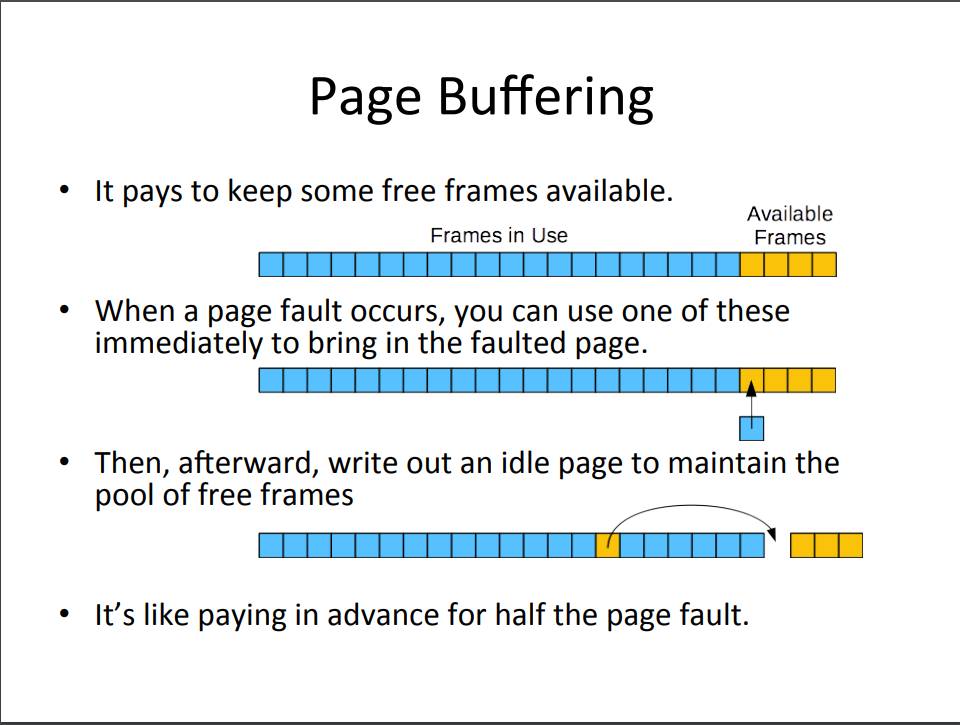 Page Buffering
• It pays to keep some free frames available.
Available
Frames in Use
Frames
• When a page fault occurs, you can use one of these
immediately to bring in the faulted page.
• Then, afterward, write out an idle page to maintain the
pool of free frames
• It’s like paying in advance for half the page fault.